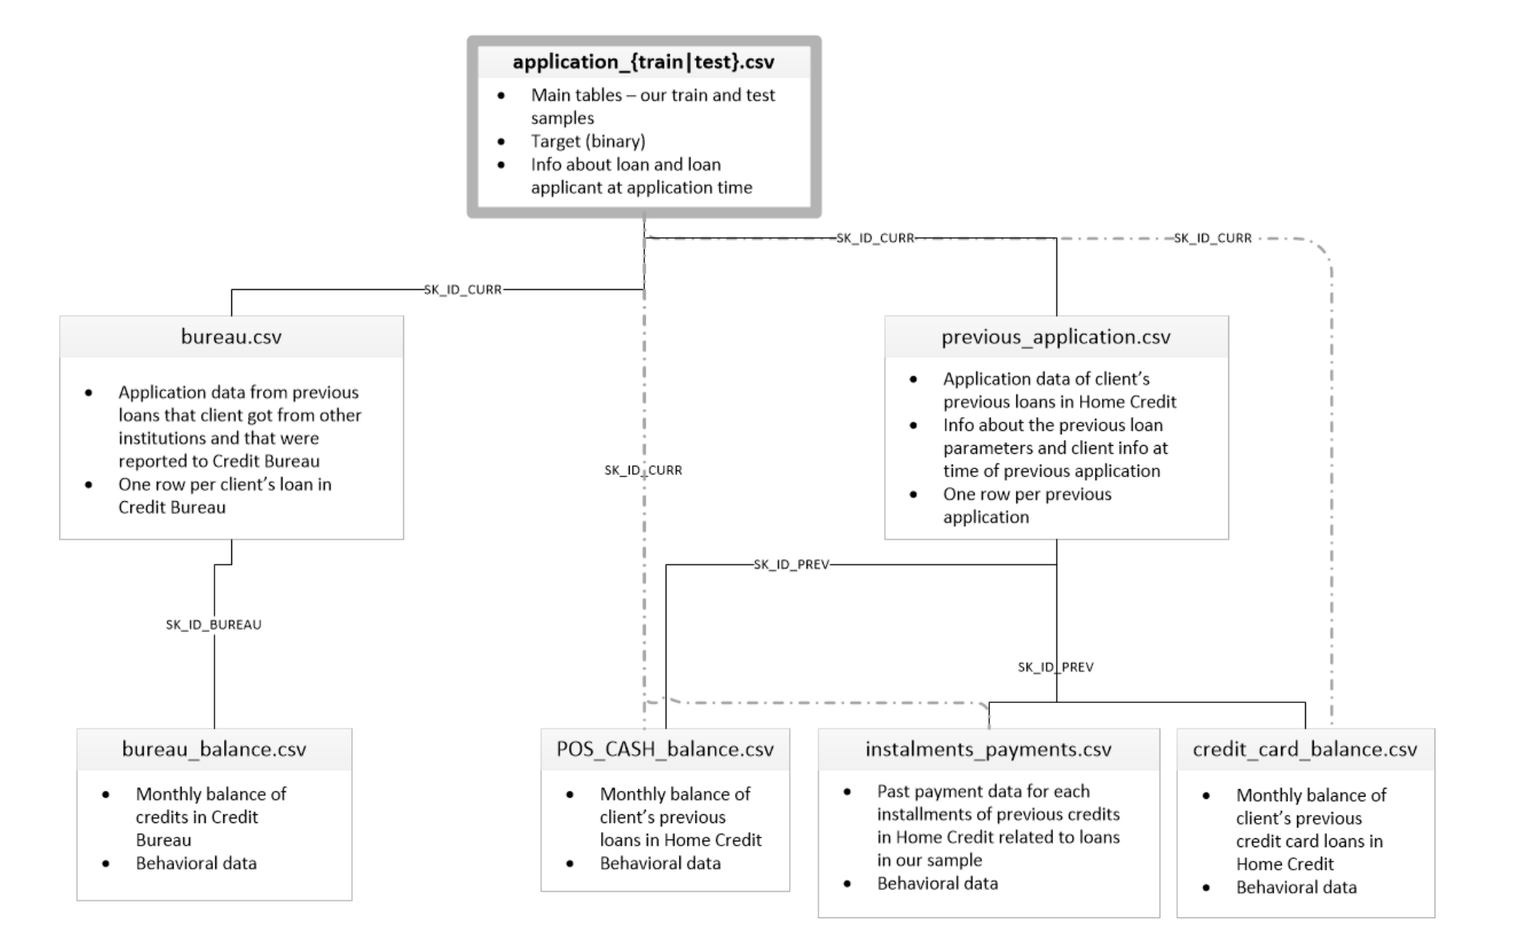 application_{train|test}.csv
• Main tables – our train and test
samples
• Target (binary)
• Info about loan and loan
applicant at application time
SK_ID_CURR
SK_ID_CURR
SK_ID_CURR
bureau.csv
• Application data from previous
loans that client got from other
institutions and that were
reported to Credit Bureau
• One row per client’s loan in
Credit Bureau
previous_application.csv
• Application data of client’s
previous loans in Home Credit
• Info about the previous loan
parameters and client info at
time of previous application
• One row per previous
application
SK_ID_CURR
SK_ID_PREV
SK_ID_BUREAU
SK_ID_PREV
bureau_balance.csv
• Monthly balance of
credits in Credit
Bureau
• Behavioral data
POS_CASH_balance.csv
• Monthly balance of
client’s previous
loans in Home Credit
• Behavioral data
instalments_payments.csv
• Past payment data for each
installments of previous credits
in Home Credit related to loans
in our sample
• Behavioral data
credit_card_balance.csv
• Monthly balance of
client’s previous
credit card loans in
Home Credit
• Behavioral data